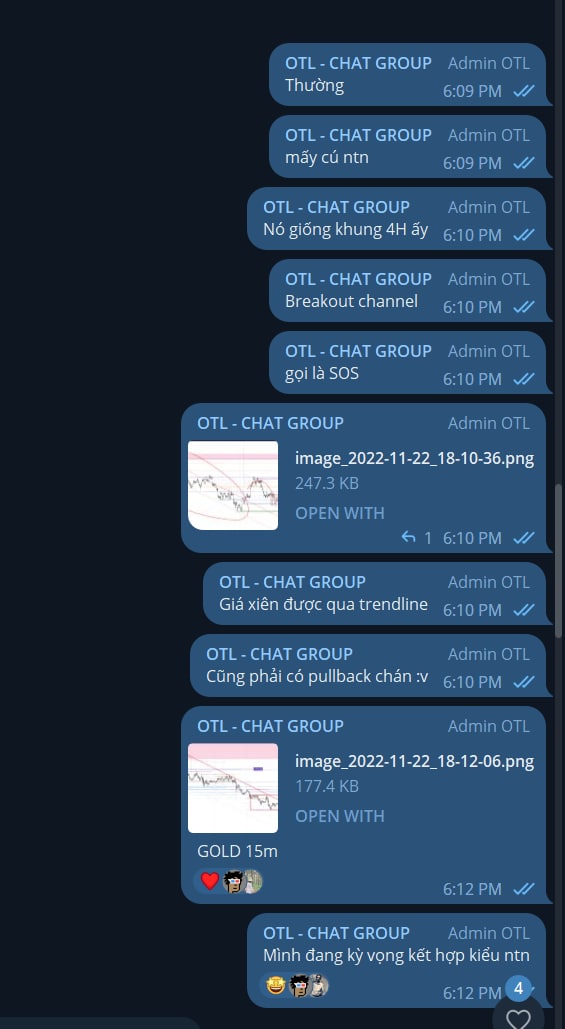 OTL - CHAT GROUP Admin OTL
Thường
6:09 PM
OTL - CHAT GROUP Admin OTL
mấy cú ntn
6:09 PM
OTL - CHAT GROUP Admin OTL
Nó giống khung 4H ấy
6:10 PM
OTL - CHAT GROUP Admin OTL
Breakout channel
6:10 PM
OTL - CHAT GROUP Admin OTL
gọi là SOS
6:10 PM
OTL - CHAT GROUP Admin OTL
image_2022-11-22_18-10-36.png
247.3 KB
OPEN WITH
1 6:10 PM
OTL - CHAT GROUP Admin OTL
Giá xiên được qua trendline
6:10 PM
OTL - CHAT GROUP Admin OTL
Cũng phải có pullback chán :v
6:10 PM
OTL - CHAT GROUP Admin OTL
image_2022-11-22_18-12-06.png
177.4 KB
OPEN WITH
GOLD 15m
6:12 PM
OTL - CHAT GROUP Admin OTL
Mình đang kỳ vọng kết hợp kiểu ntn
6:12 PM
4